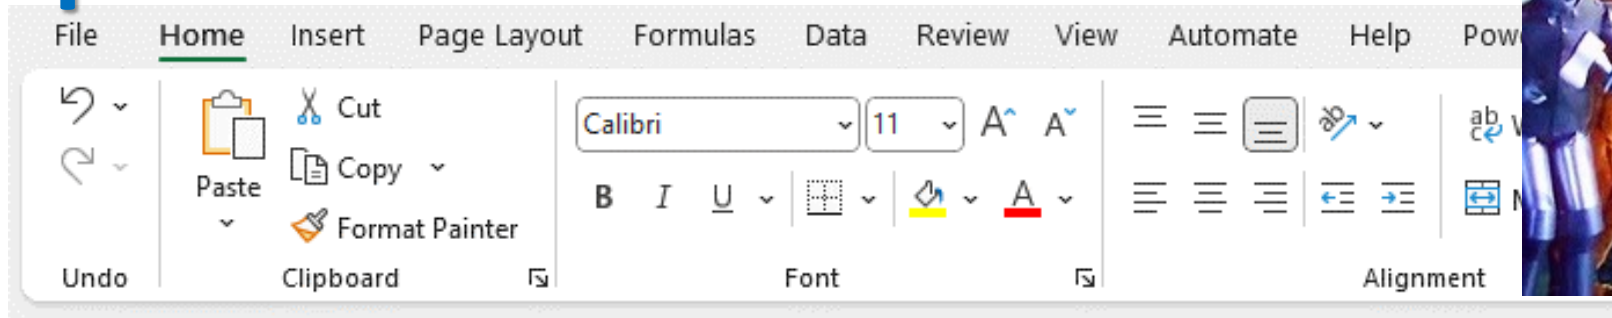 File Home Insert Page Layout Formulas Data Review View Automate Help
Cut
Calibri 11
Copy
Paste
B I U A
Format Painter
Undo Clipboard Font Alignment